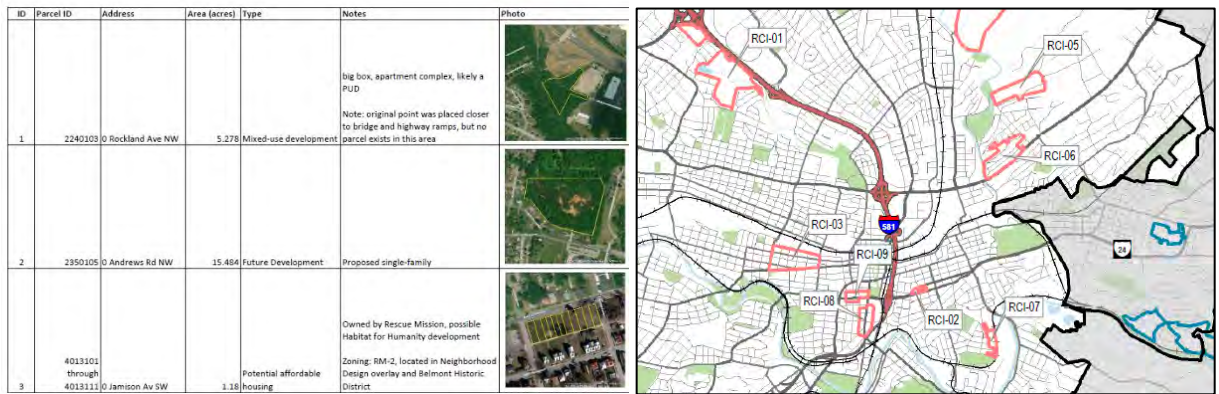 ID Parcel ID Address Area (acres) Type Notes Photo
big box, apartment complex, likely a
PUD
Note: original point was placed closer
to bridge and highway ramps, but no
1 2240103 0 Rockland Ave NW 5.278 Mixed-use development parcel exists in this area
2 2350105 0 Andrews Rd NW 15.484 Future Development Proposed single-family
Owned by Rescue Mission, possible
Habitat for Humanity development
4013101
through
Zoning: RM-2, located in Neighborhood
Potential affordable
Design overlay and Belmont Historic
3 4013111 0 Jamison Av SW 1.18 housing
District
RCI-01
RCI-05
RCI-06
RCI-03
581
RCI-09
24
RCI-08
RCI-02
RCI-07